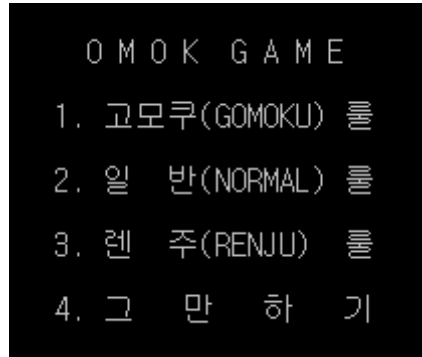 O M O K  G A M E
1. 고모쿠(GOMOKU) 룰
2. 일   반(NORMAL) 룰
3. 렌   주(RENJU)  룰
4. 그   만   하   기